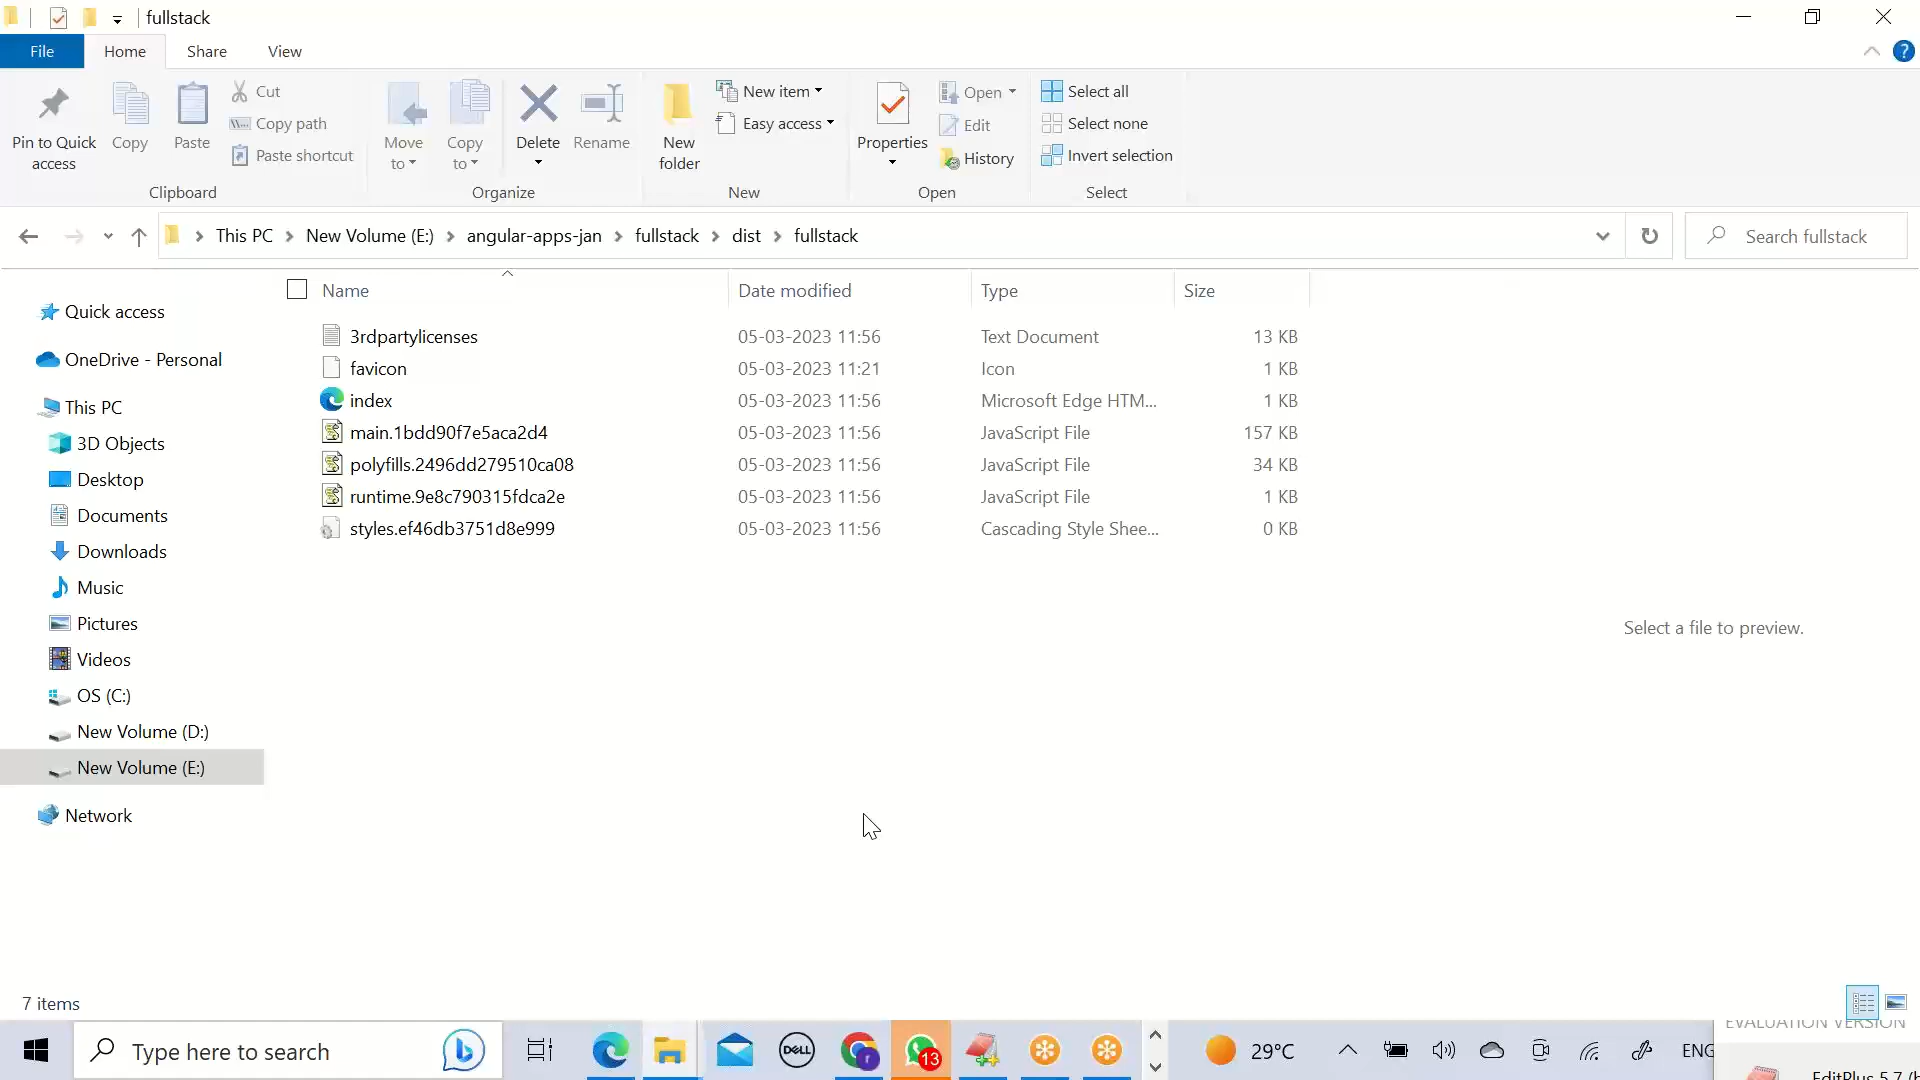 fullstack
File
Home
Share
View
Pin to Quick access
Copy
Paste
Cut
Copy path
Paste shortcut
Clipboard
Move to
Copy to
Delete
Rename
Organize
New folder
New item
Easy access
New
Properties
Open
Edit
History
Open
Select all
Select none
Invert selection
Select
This PC
New Volume (E:)
angular-apps-jan
fullstack
dist
fullstack
Search fullstack
Name
Date modified
Type
Size
3rdpartylicenses 05-03-2023 11:56 Text Document 13 KB
favicon 05-03-2023 11:21 Icon 1 KB
index 05-03-2023 11:56 Microsoft Edge HTM... 1 KB
main.1bdd90f7e5aca2d4 05-03-2023 11:56 JavaScript File 157 KB
polyfills.2496dd279510ca08 05-03-2023 11:56 JavaScript File 34 KB
runtime.9e8c790315fdca2e 05-03-2023 11:56 JavaScript File 1 KB
styles.ef46db3751d8e999 05-03-2023 11:56 Cascading Style Shee... 0 KB
Quick access
OneDrive - Personal
This PC
3D Objects
Desktop
Documents
Downloads
Music
Pictures
Videos
OS (C:)
New Volume (D:)
New Volume (E:)
Network
Select a file to preview.
7 items
Type here to search
DELL
r
13
29°C
ENG
EVALUATION VERSION
EditPlus 5.7